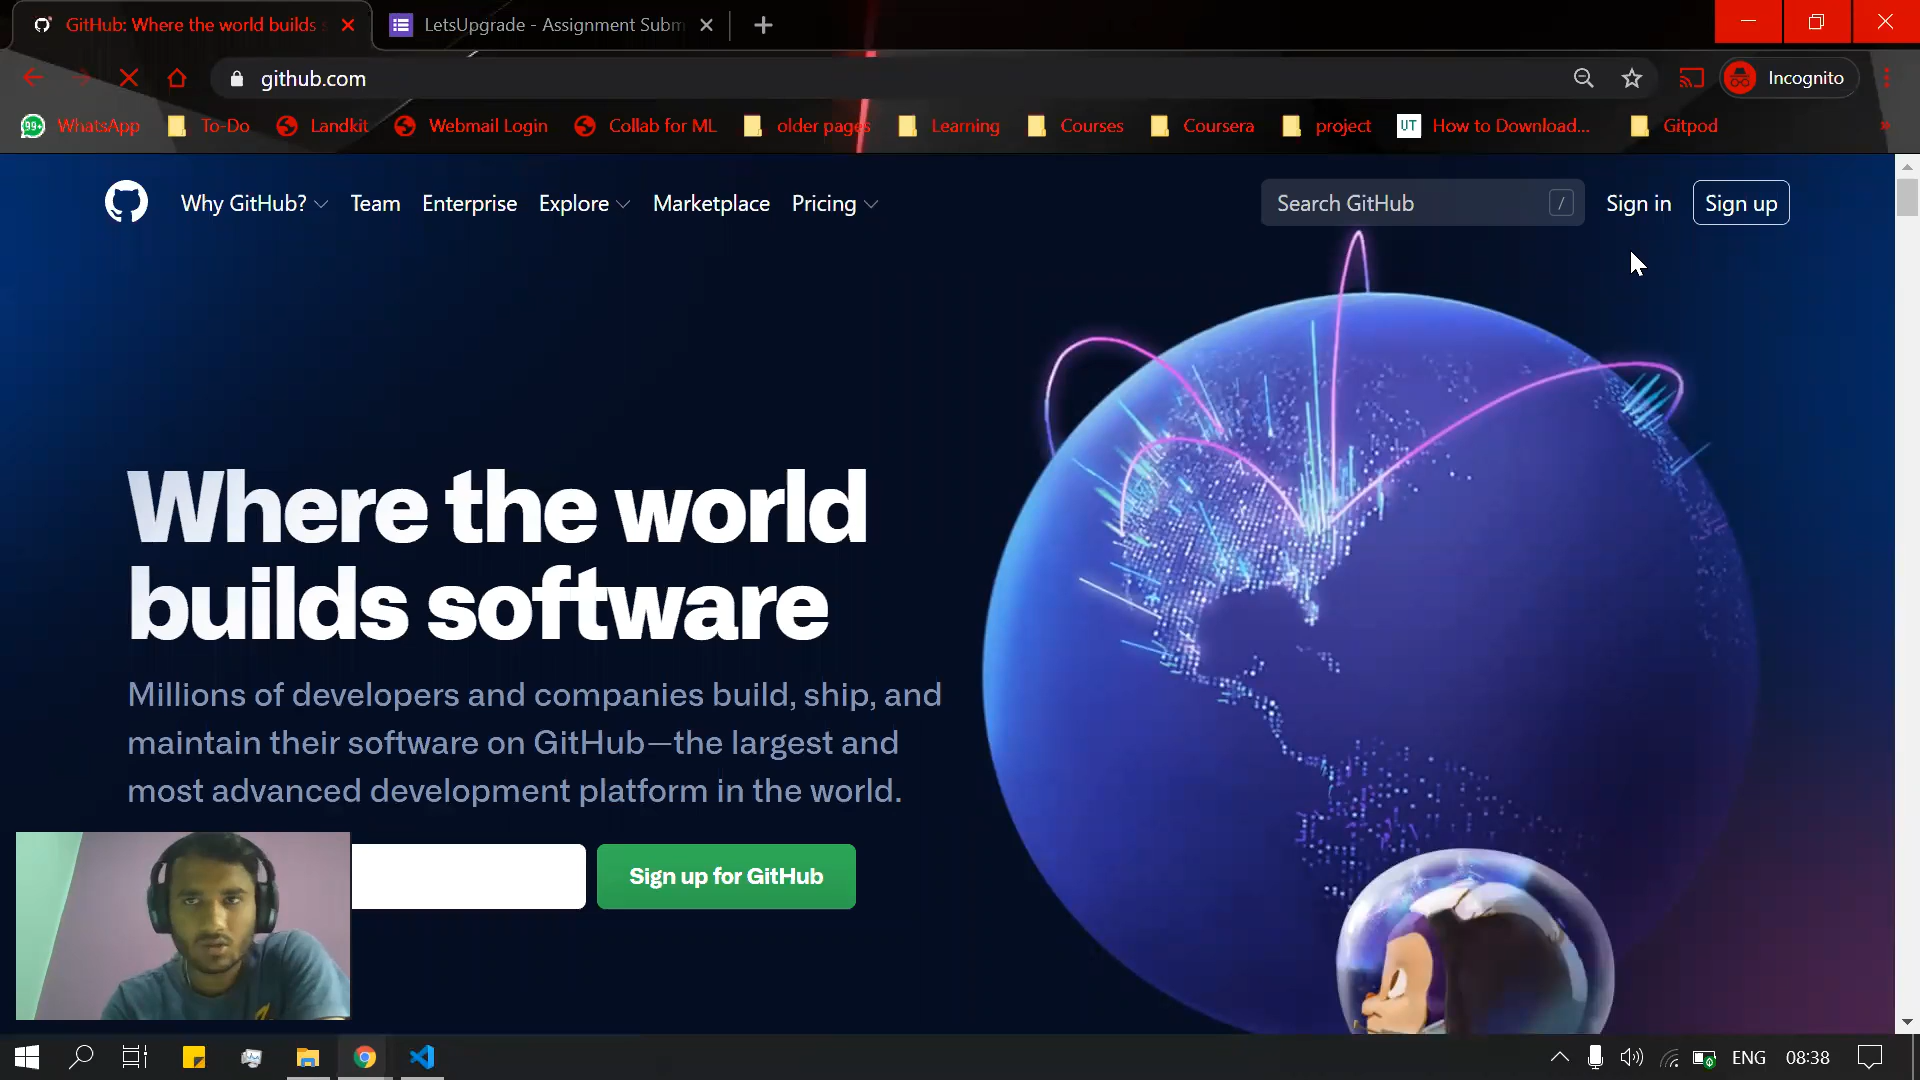 GitHub: Where the world builds s
LetsUpgrade - Assignment Subm
github.com
Incognito
99+ WhatsApp
To-Do
Landkit
Webmail Login
Collab for ML
older pages
Learning
Courses
Coursera
project
UT How to Download...
Gitpod
»
Why GitHub? Team Enterprise Explore Marketplace Pricing
Search GitHub /
Sign in
Sign up
Where the world
builds software
Millions of developers and companies build, ship, and
maintain their software on GitHub—the largest and
most advanced development platform in the world.
Sign up for GitHub
ENG 08:38